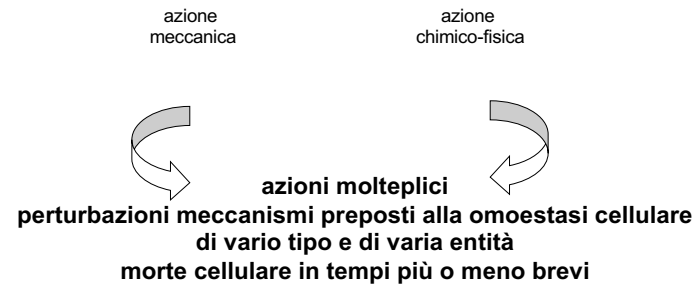 azione
meccanica
azione
chimico-fisica
azioni molteplici
perturbazioni meccanismi preposti alla omoestasi cellulare
di vario tipo e di varia entità
morte cellulare in tempi più o meno brevi